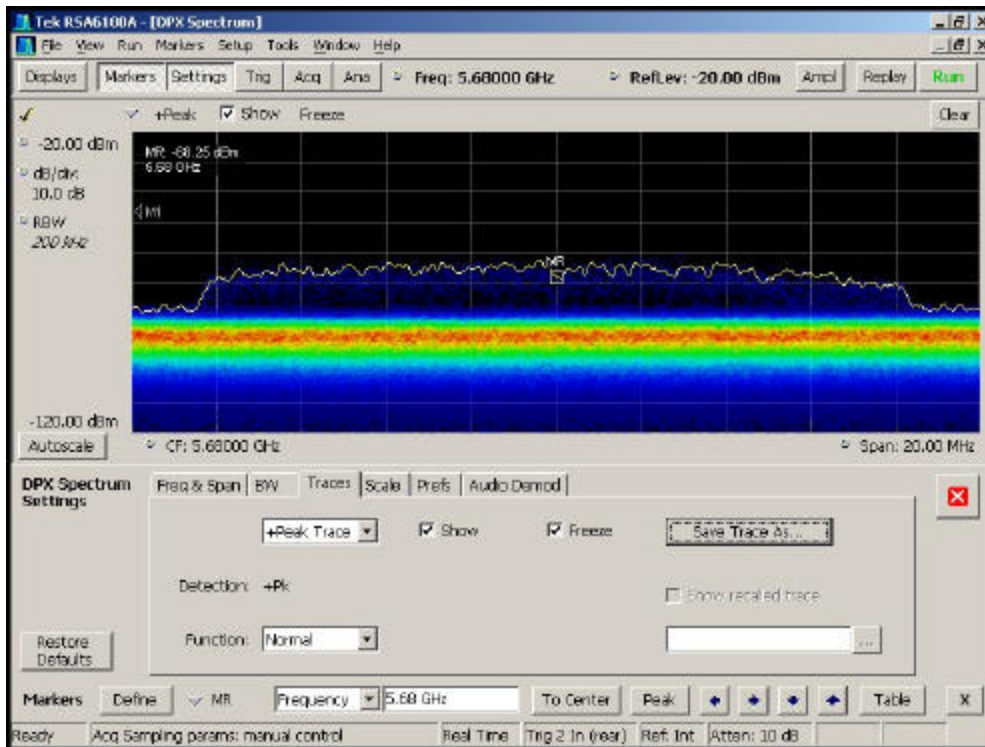 Tek RSA6100A - [DPX Spectrum]
File View Run Markers Setup Tools Window Help
Displays Markers Settings Trig Acq Ana Freq: 5.68000 GHz RefLev: -20.00 dBm Ampl Replay Run
+Peak Show Freeze Clear
-20.00 dBm
dB/div:
10.0 dB
RBW
200 kHz
MR: -68.25 dBm
5.68 GHz
M1
MR
-120.00 dBm
Autoscale CF: 5.68000 GHz Span: 20.00 MHz
DPX Spectrum
Settings
Freq & Span BW Traces Scale Prefs Audio Demod
+Peak Trace Show Freeze Save Trace As...
Detection: +Pk Show recalled trace
Function: Normal ...
Restore
Defaults
Markers Define MR Frequency 5.68 GHz To Center Peak Table X
Ready Acq Sampling params: manual control Real Time Trig 2 In (rear) Ref: Int Atten: 10 dB